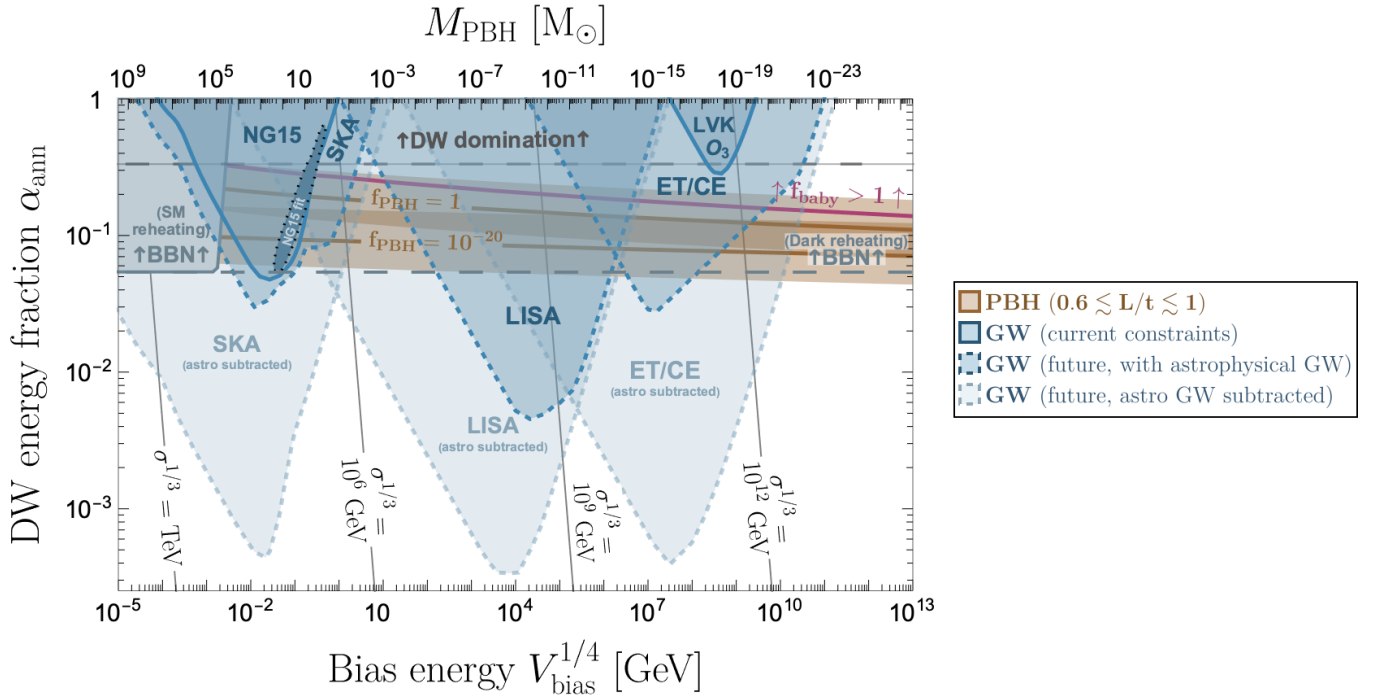 M_PBH [M_⊙]
10^9 10^5 10 10^-3 10^-7 10^-11 10^-15 10^-19 10^-23
DW energy fraction α_ann
1
10^-1
10^-2
10^-3
NG15
SKA
↑DW domination↑
LVK
O_3
ET/CE
↑ f_baby > 1 ↑
f_PBH = 1
f_PBH = 10^-20
NG15 fit
(SM
reheating)
↑BBN↑
(Dark reheating)
↑BBN↑
LISA
SKA
(astro subtracted)
ET/CE
(astro subtracted)
LISA
(astro subtracted)
σ^1/3 = TeV
σ^1/3 =
10^6 GeV
σ^1/3 =
10^9 GeV
σ^1/3 =
10^12 GeV
10^-5 10^-2 10 10^4 10^7 10^10 10^13
Bias energy V_bias^1/4 [GeV]
PBH (0.6 ≲ L/t ≲ 1)
GW (current constraints)
GW (future, with astrophysical GW)
GW (future, astro GW subtracted)